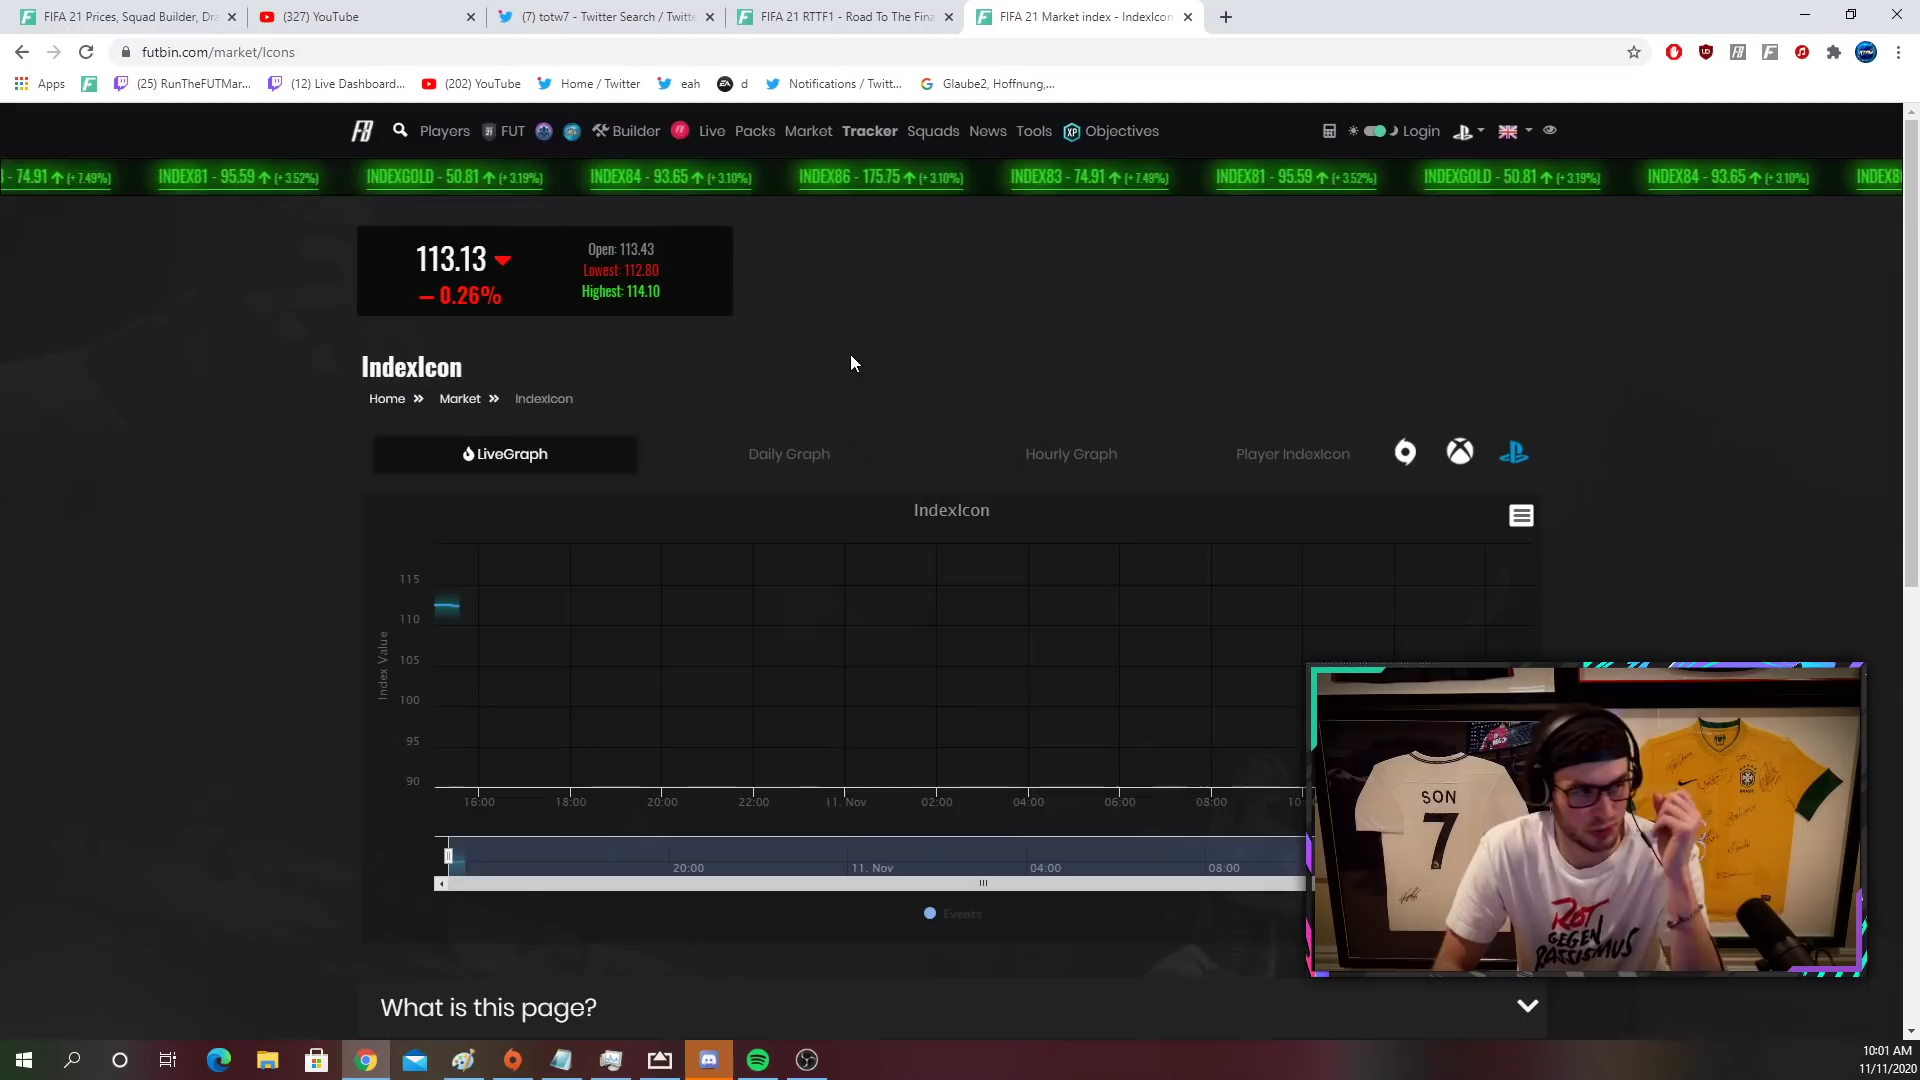 FIFA 21 Prices, Squad Builder, Dra
(327) YouTube
(7) totw7 - Twitter Search / Twitte
FIFA 21 RTTF1 - Road To The Fina
FIFA 21 Market index - IndexIcon
futbin.com/market/Icons
Apps
(25) RunTheFUTMar...
(12) Live Dashboard...
(202) YouTube
Home / Twitter
eah
d
Notifications / Twitt...
Glaube2, Hoffnung,...
Players FUT Builder Live Packs Market Tracker Squads News Tools XP Objectives Login
- 74.91 (+ 7.49%) INDEX81 - 95.59 (+ 3.52%) INDEXGOLD - 50.81 (+ 3.19%) INDEX84 - 93.65 (+ 3.10%) INDEX86 - 175.75 (+ 3.10%) INDEX83 - 74.91 (+ 7.49%) INDEX81 - 95.59 (+ 3.52%) INDEXGOLD - 50.81 (+ 3.19%) INDEX84 - 93.65 (+ 3.10%)
113.13
- 0.26%
Open: 113.43
Lowest: 112.80
Highest: 114.10
IndexIcon
Home » Market » IndexIcon
LiveGraph
Daily Graph
Hourly Graph
Player IndexIcon
IndexIcon
Index Value
115
110
105
100
95
90
16:00 18:00 20:00 22:00 11. Nov 02:00 04:00 06:00 08:00 10:
20:00 11. Nov 04:00 08:00
Events
SON
7
ROT
GEGEN
RASSISMUS
What is this page?
10:01 AM
11/11/2020